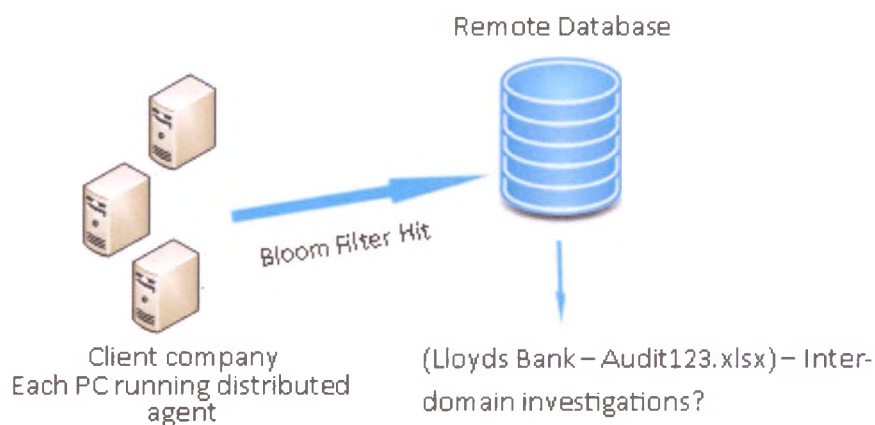 Remote Database
Bloom Filter Hit
Client company
Each PC running distributed
agent
(Lloyds Bank – Audit123.xlsx) – Inter-
domain investigations?